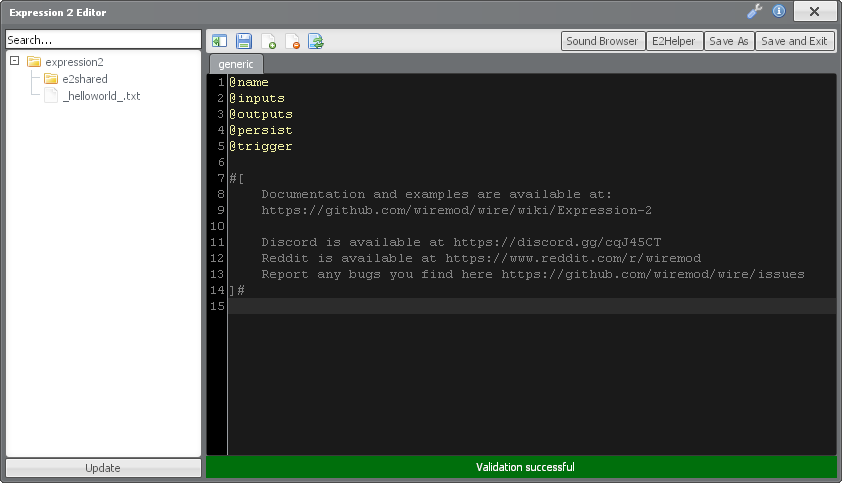 Expression 2 Editor
Search...
expression2
e2shared
_helloworld_.txt
Update
Sound Browser
E2Helper
Save As
Save and Exit
generic
1 @name
2 @inputs
3 @outputs
4 @persist
5 @trigger
6
7 #[
8 Documentation and examples are available at:
9 https://github.com/wiremod/wire/wiki/Expression-2
10
11 Discord is available at https://discord.gg/cqJ45CT
12 Reddit is available at https://www.reddit.com/r/wiremod
13 Report any bugs you find here https://github.com/wiremod/wire/issues
14 ]#
15
Validation successful